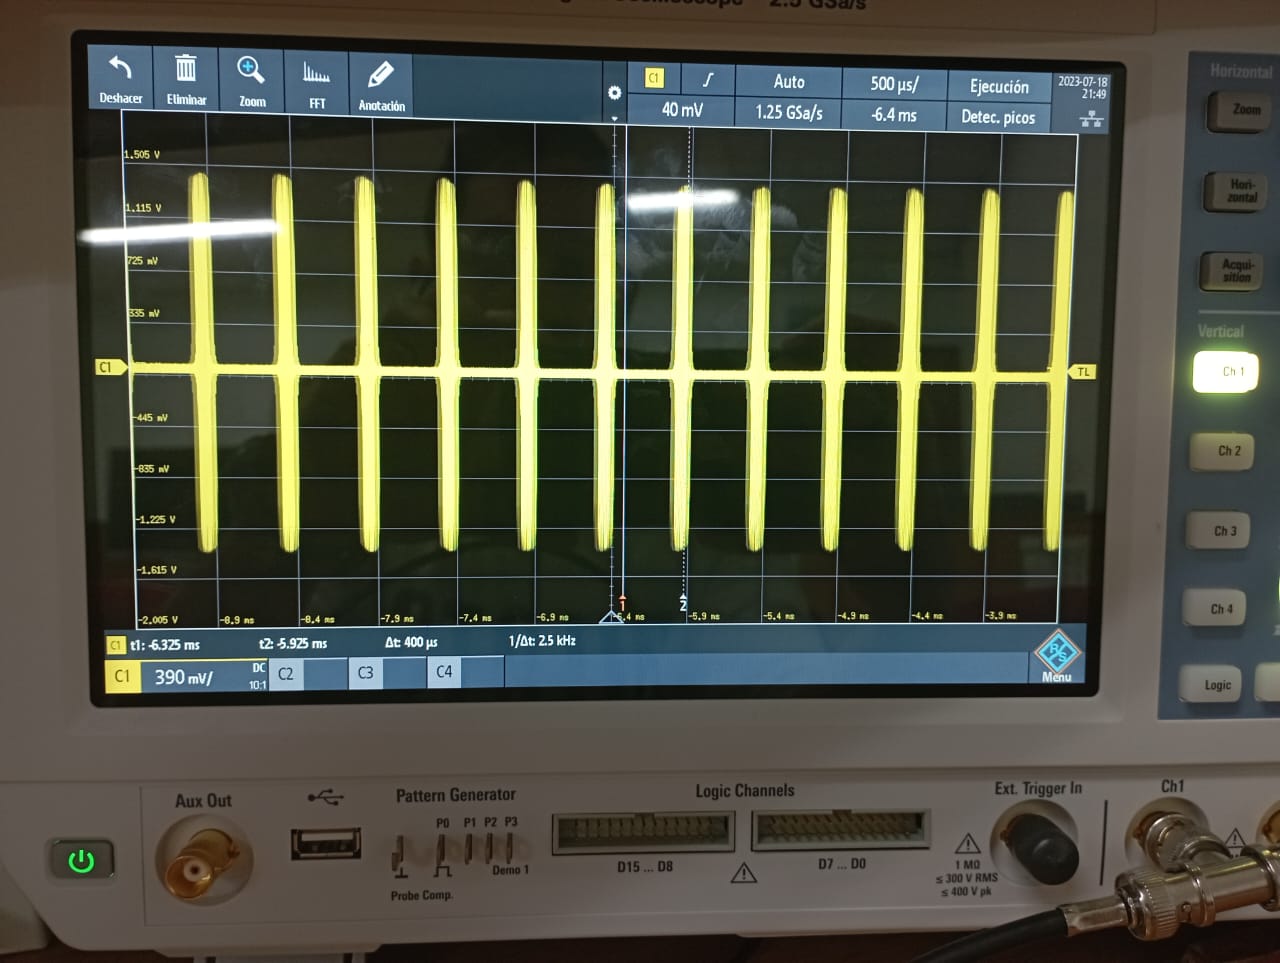 Oscilloscope 2.5 GSa/s
Deshacer
Eliminar
Zoom
FFT
Anotación
C1
Auto
500 µs/
Ejecución
2023-07-18
21:49
40 mV
1.25 GSa/s
-6.4 ms
Detec. picos
1.505 V
1.115 V
725 mV
335 mV
C1
TL
-445 mV
-835 mV
-1.225 V
-1.615 V
-2.005 V
-8.9 ms
-8.4 ms
-7.9 ms
-7.4 ms
-6.9 ms
-6.4 ms
-5.9 ms
-5.4 ms
-4.9 ms
-4.4 ms
-3.9 ms
1
2
C1 t1: -6.325 ms t2: -5.925 ms Δt: 400 µs 1/Δt: 2.5 kHz
C1 390 mV/ DC 10:1 C2 C3 C4
R&S
Menu
Horizontal
Zoom
Hori-
zontal
Acqui-
sition
Vertical
Ch 1
Ch 2
Ch 3
Ch 4
Logic
Aux Out
Pattern Generator
P0 P1 P2 P3
Demo 1
Probe Comp.
Logic Channels
D15 ... D8
D7 ... D0
Ext. Trigger In
1 MΩ
≤ 300 V RMS
≤ 400 V pk
Ch1